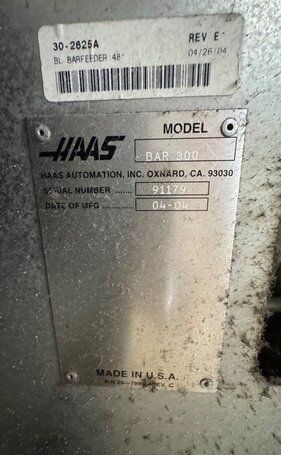 30-2625A REV E
BL BARFEEDER 48" 04/26/04
MODEL
HAAS BAR 300
HAAS AUTOMATION, INC. OXNARD, CA. 93030
SERIAL NUMBER ....... 91179
DATE OF MFG ........... 04-04
MADE IN U.S.A.
P/N REV. C